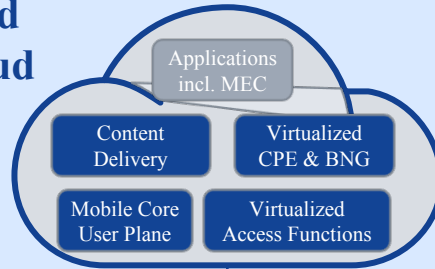 Applications
incl. MEC
Content
Delivery
Virtualized
CPE & BNG
Mobile Core
User Plane
Virtualized
Access Functions